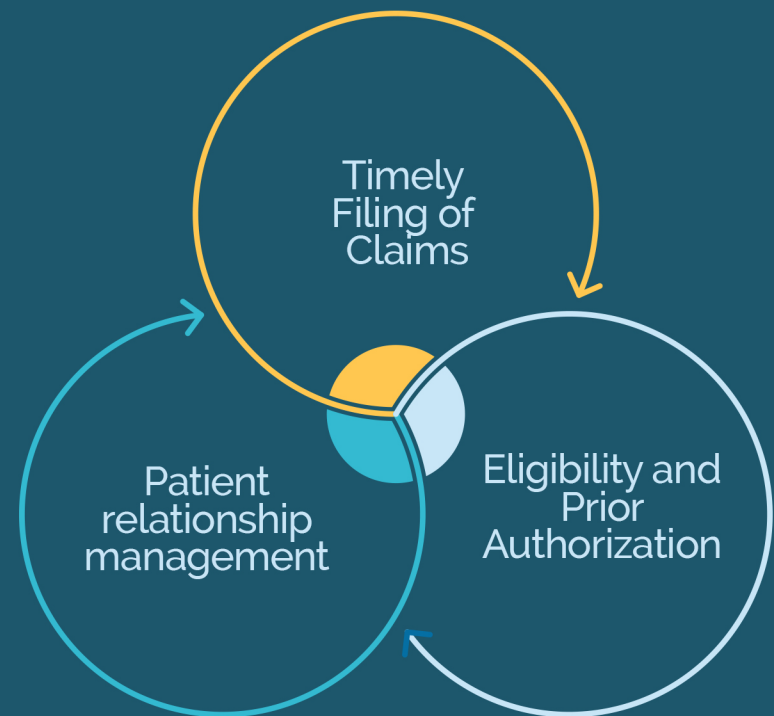 Timely
Filing of
Claims
Patient
relationship
management
Eligibility and
Prior
Authorization